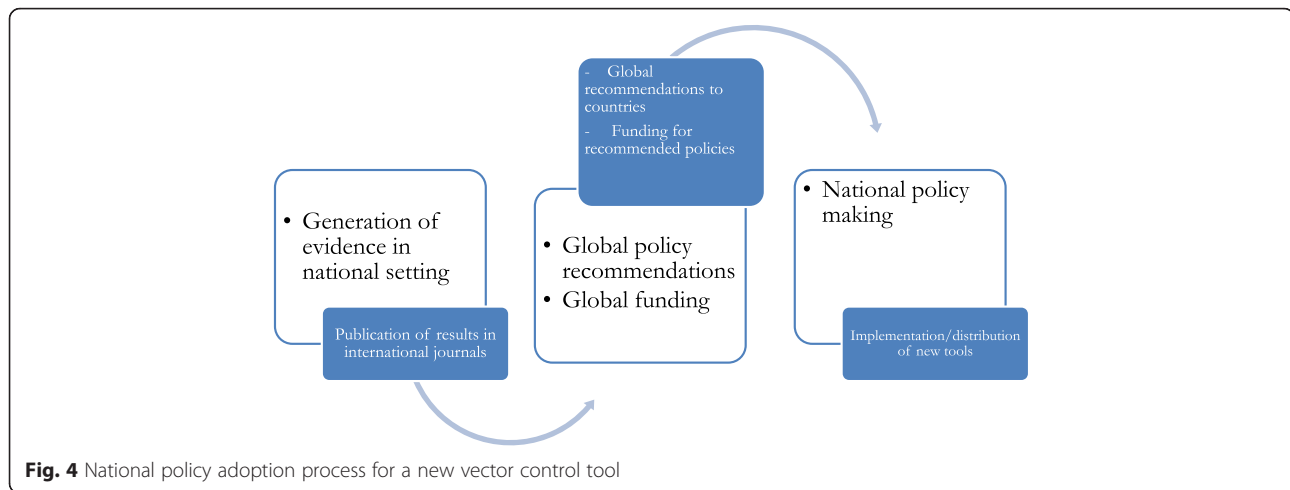 - Global
recommendations to
countries
- Funding for
recommended policies
• Generation of
evidence in
national setting
Publication of results in
international journals
• Global policy
recommendations
• Global funding
• National policy
making
Implementation/distribution
of new tools
Fig. 4 National policy adoption process for a new vector control tool